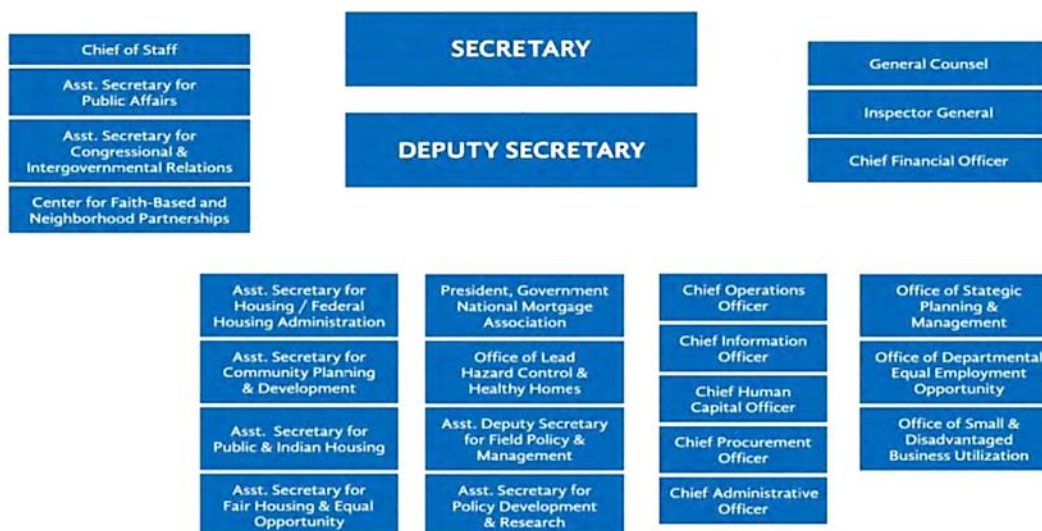 SECRETARY
DEPUTY SECRETARY
Chief of Staff
Asst. Secretary for
Public Affairs
Asst. Secretary for
Congressional &
Intergovernmental Relations
Center for Faith-Based and
Neighborhood Partnerships
General Counsel
Inspector General
Chief Financial Officer
Asst. Secretary for
Housing / Federal
Housing Administration
Asst. Secretary for
Community Planning
& Development
Asst. Secretary for
Public & Indian Housing
Asst. Secretary for
Fair Housing & Equal
Opportunity
President, Government
National Mortgage
Association
Office of Lead
Hazard Control &
Healthy Homes
Asst. Deputy Secretary
for Field Policy &
Management
Asst. Secretary for
Policy Development
& Research
Chief Operations
Officer
Chief Information
Officer
Chief Human
Capital Officer
Chief Procurement
Officer
Chief Administrative
Officer
Office of Stategic
Planning &
Management
Office of Departmental
Equal Employment
Opportunity
Office of Small &
Disadvantaged
Business Utilization